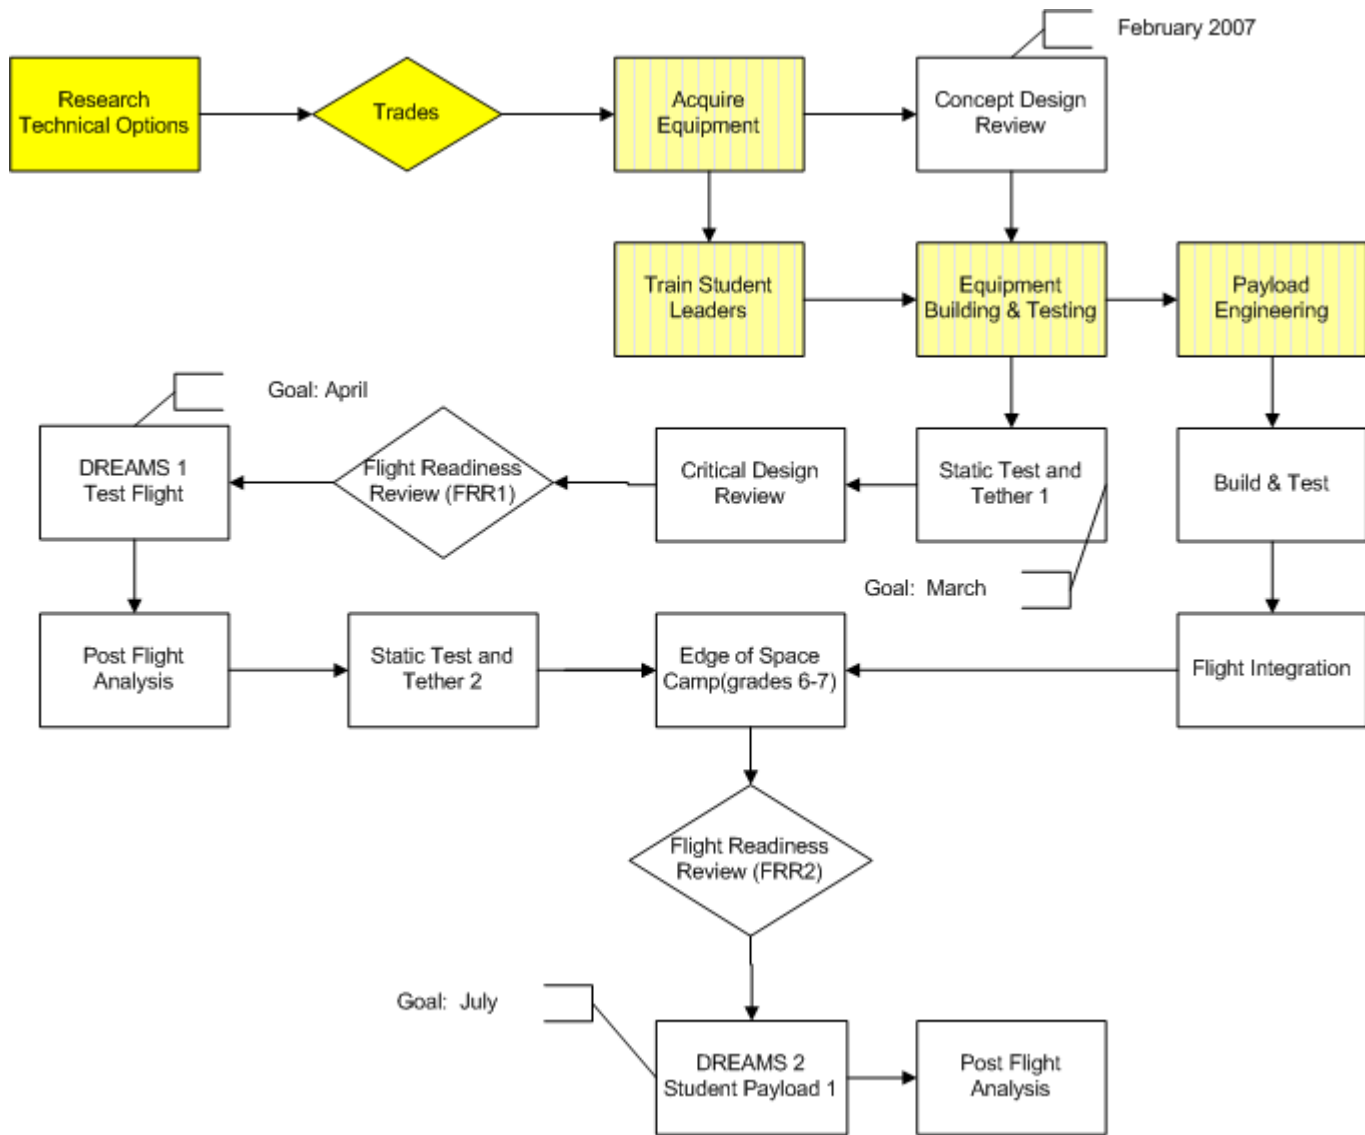 February 2007
Research
Technical Options
Trades
Acquire
Equipment
Concept Design
Review
Train Student
Leaders
Equipment
Building & Testing
Payload
Engineering
Goal: April
DREAMS 1
Test Flight
Flight Readiness
Review (FRR1)
Critical Design
Review
Static Test and
Tether 1
Build & Test
Goal:  March
Post Flight
Analysis
Static Test and
Tether 2
Edge of Space
Camp(grades 6-7)
Flight Integration
Flight Readiness
Review (FRR2)
Goal:  July
DREAMS 2
Student Payload 1
Post Flight
Analysis